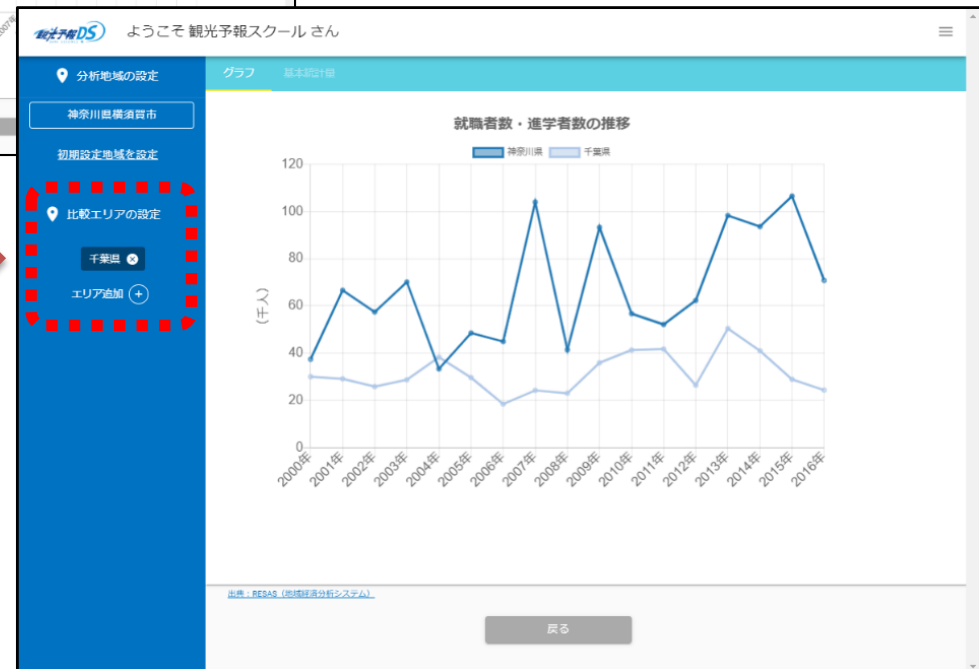 2007年
観光予報DS
ようこそ 観光予報スクール さん
分析地域の設定
神奈川県横須賀市
初期設定地域を設定
比較エリアの設定
千葉県
エリア追加
グラフ
基本統計量
就職者数・進学者数の推移
神奈川県 千葉県
(千人)
120
100
80
60
40
20
0
2000年 2001年 2002年 2003年 2004年 2005年 2006年 2007年 2008年 2009年 2010年 2011年 2012年 2013年 2014年 2015年 2016年
出典:RESAS(地域経済分析システム)
戻る